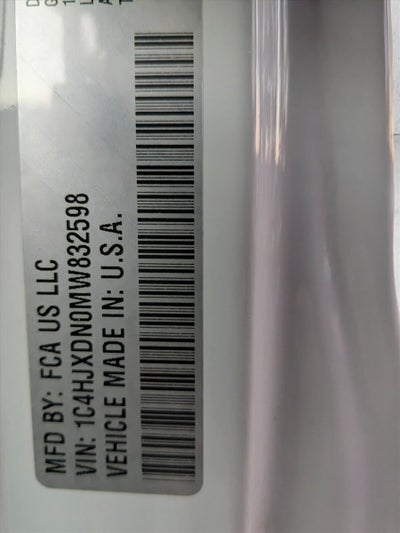 MFD BY: FCA US LLC
VIN: 1C4HJXDN0MW832598
VEHICLE MADE IN: U.S.A.